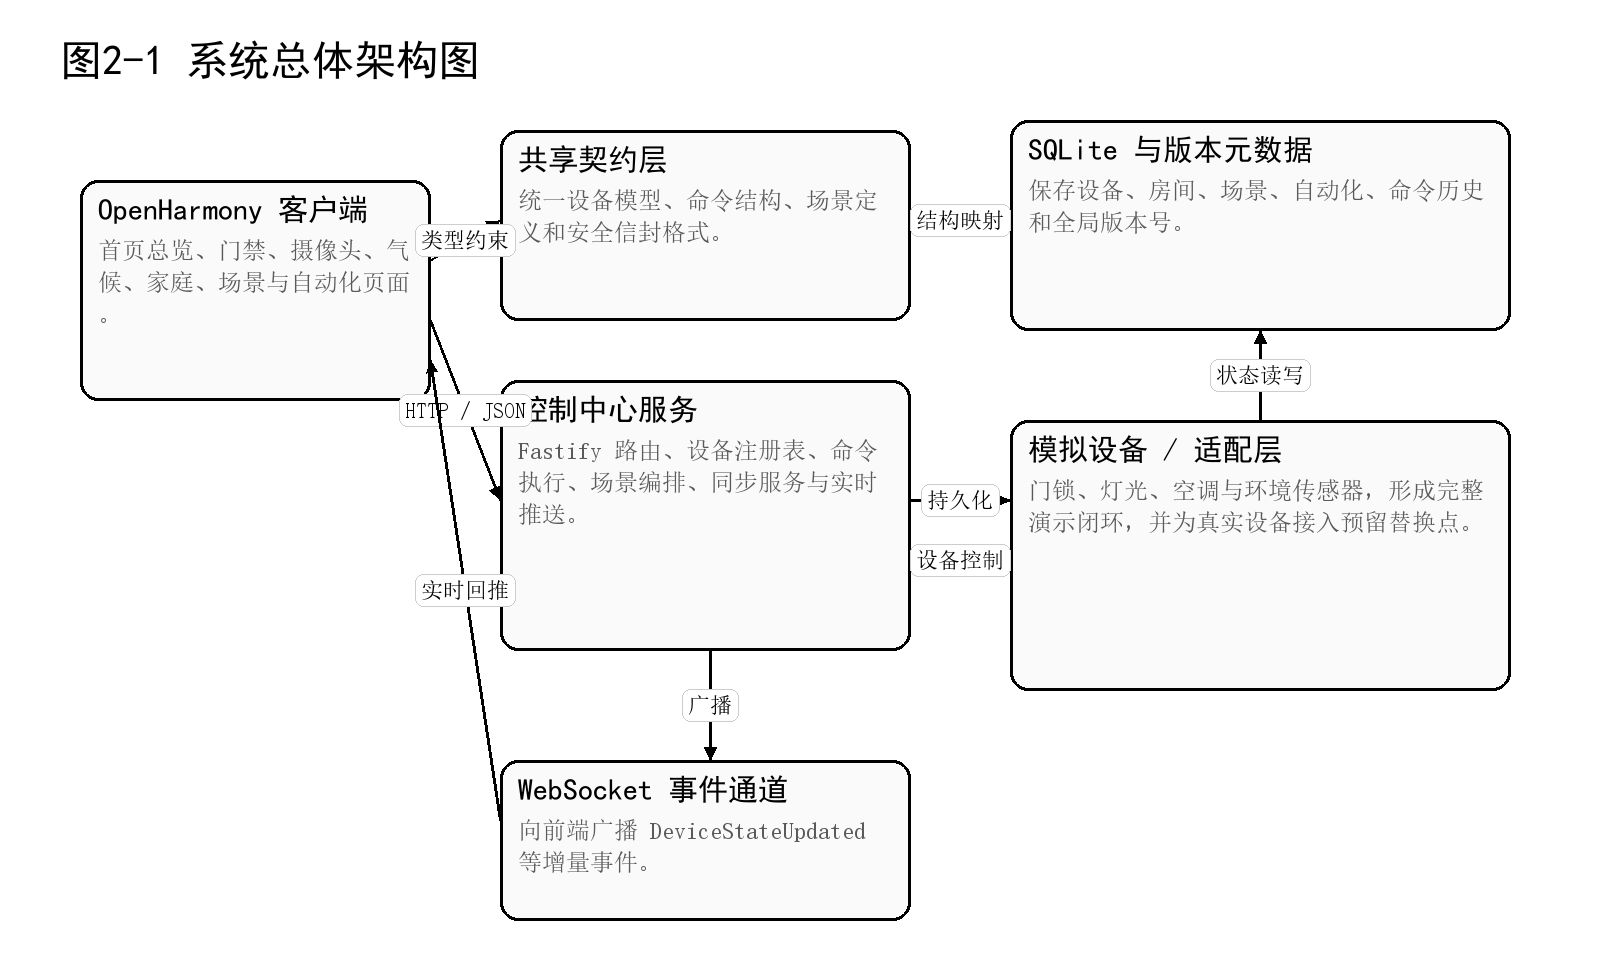 图2-1 系统总体架构图
OpenHarmony 客户端
首页总览、门禁、摄像头、气
候、家庭、场景与自动化页面
。
类型约束
共享契约层
统一设备模型、命令结构、场景定
义和安全信封格式。
结构映射
SQLite 与版本元数据
保存设备、房间、场景、自动化、命令历史
和全局版本号。
状态读写
HTTP / JSON
控制中心服务
Fastify 路由、设备注册表、命令
执行、场景编排、同步服务与实时
推送。
持久化
设备控制
模拟设备 / 适配层
门锁、灯光、空调与环境传感器，形成完整
演示闭环，并为真实设备接入预留替换点。
实时回推
广播
WebSocket 事件通道
向前端广播 DeviceStateUpdated
等增量事件。